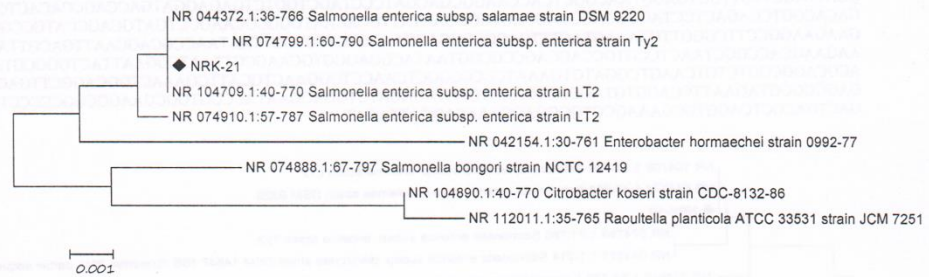 NR 044372.1:36-766 Salmonella enterica subsp. salamae strain DSM 9220
NR 074799.1:60-790 Salmonella enterica subsp. enterica strain Ty2
NRK-21
NR 104709.1:40-770 Salmonella enterica subsp. enterica strain LT2
NR 074910.1:57-787 Salmonella enterica subsp. enterica strain LT2
NR 042154.1:30-761 Enterobacter hormaechei strain 0992-77
NR 074888.1:67-797 Salmonella bongori strain NCTC 12419
NR 104890.1:40-770 Citrobacter koseri strain CDC-8132-86
NR 112011.1:35-765 Raoultella planticola ATCC 33531 strain JCM 7251
0.001